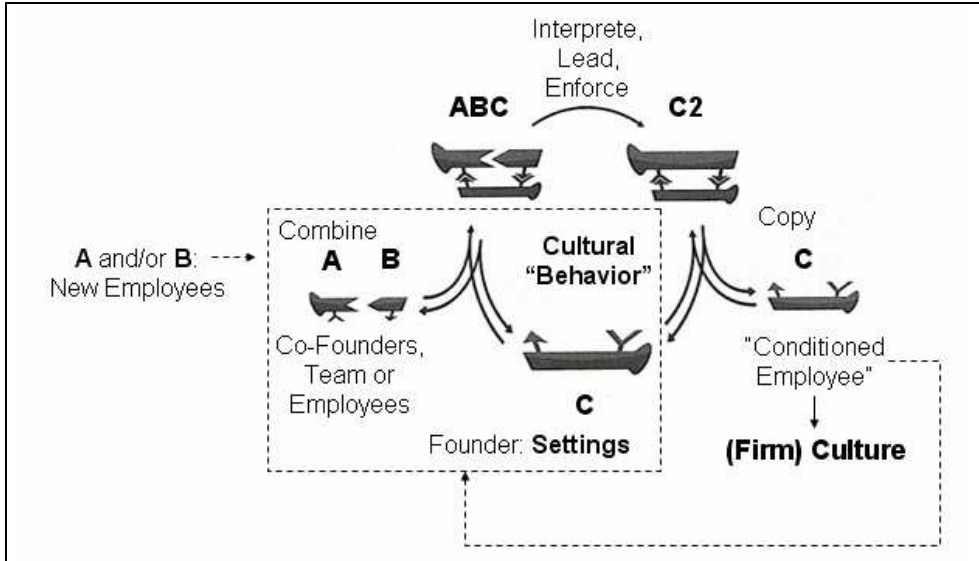 Interprete,
Lead,
Enforce
ABC
C2
Combine
A B
Cultural
“Behavior”
Copy
C
A and/or B:
New Employees
Co-Founders,
Team or
Employees
C
Founder: Settings
"Conditioned
Employee"
(Firm) Culture